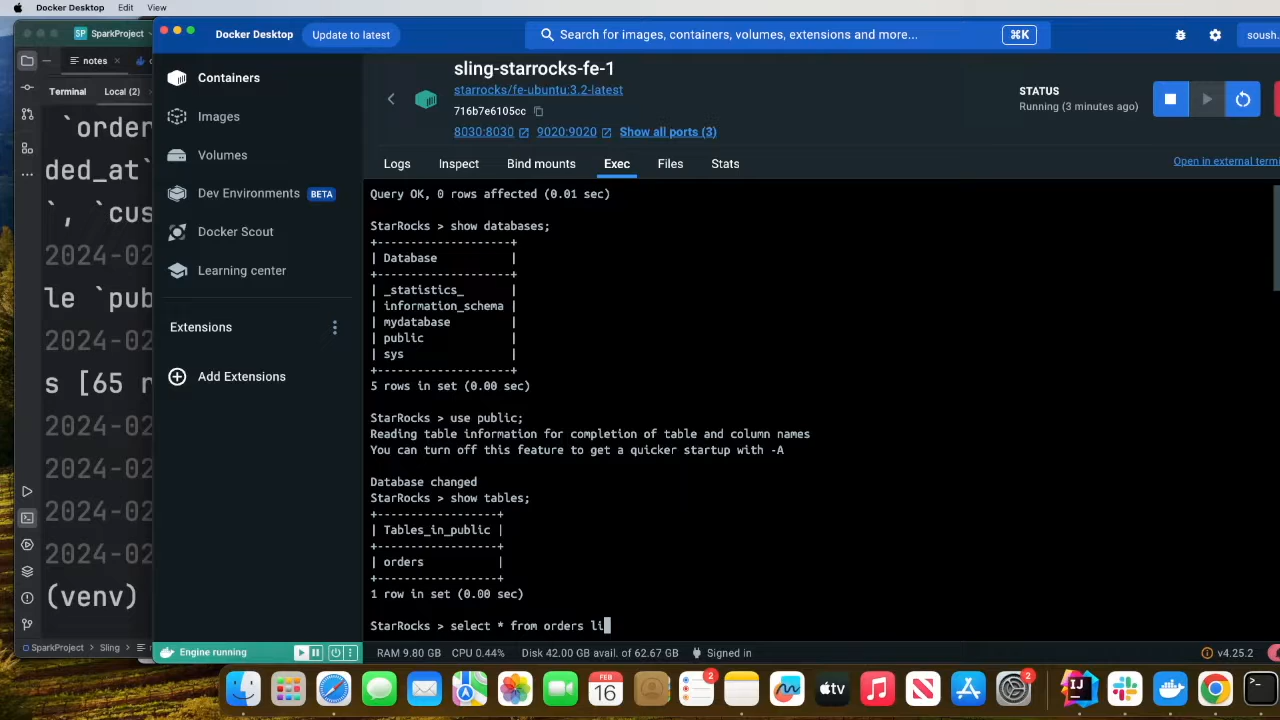 Docker Desktop Edit View
SP SparkProject
notes
Terminal Local (2)
`order
ded_at`
`, `cus
2024-02
le `pub
2024-02
s [65 r
2024-02
2024-02
2024-02
2024-02
(venv)
SparkProject > Sling >
Docker Desktop
Update to latest
Search for images, containers, volumes, extensions and more...
⌘K
soush.
Containers
Images
Volumes
Dev Environments BETA
Docker Scout
Learning center
Extensions
Add Extensions
sling-starrocks-fe-1
starrocks/fe-ubuntu:3.2-latest
716b7e6105cc
8030:8030 9020:9020 Show all ports (3)
STATUS
Running (3 minutes ago)
Logs Inspect Bind mounts Exec Files Stats
Open in external termi
Query OK, 0 rows affected (0.01 sec)
StarRocks > show databases;
+--------------------+
| Database           |
+--------------------+
| _statistics_       |
| information_schema |
| mydatabase         |
| public             |
| sys                |
+--------------------+
5 rows in set (0.00 sec)
StarRocks > use public;
Reading table information for completion of table and column names
You can turn off this feature to get a quicker startup with -A
Database changed
StarRocks > show tables;
+------------------+
| Tables_in_public |
+------------------+
| orders           |
+------------------+
1 row in set (0.00 sec)
StarRocks > select * from orders li
Engine running
RAM 9.80 GB CPU 0.44% Disk 42.00 GB avail. of 62.67 GB Signed in
v4.25.2
FEB
16
2
tv
2